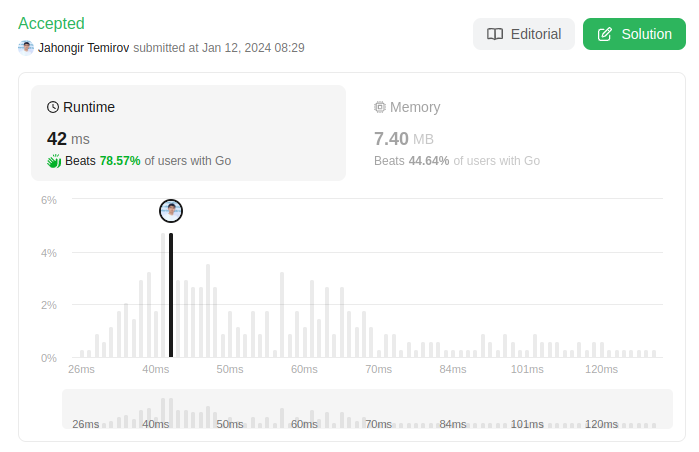 Accepted
Jahongir Temirov submitted at Jan 12, 2024 08:29
Editorial
Solution
Runtime
42 ms
Beats 78.57% of users with Go
Memory
7.40 MB
Beats 44.64% of users with Go
6%
4%
2%
0%
26ms 40ms 50ms 60ms 70ms 84ms 101ms 120ms
26ms 40ms 50ms 60ms 70ms 84ms 101ms 120ms